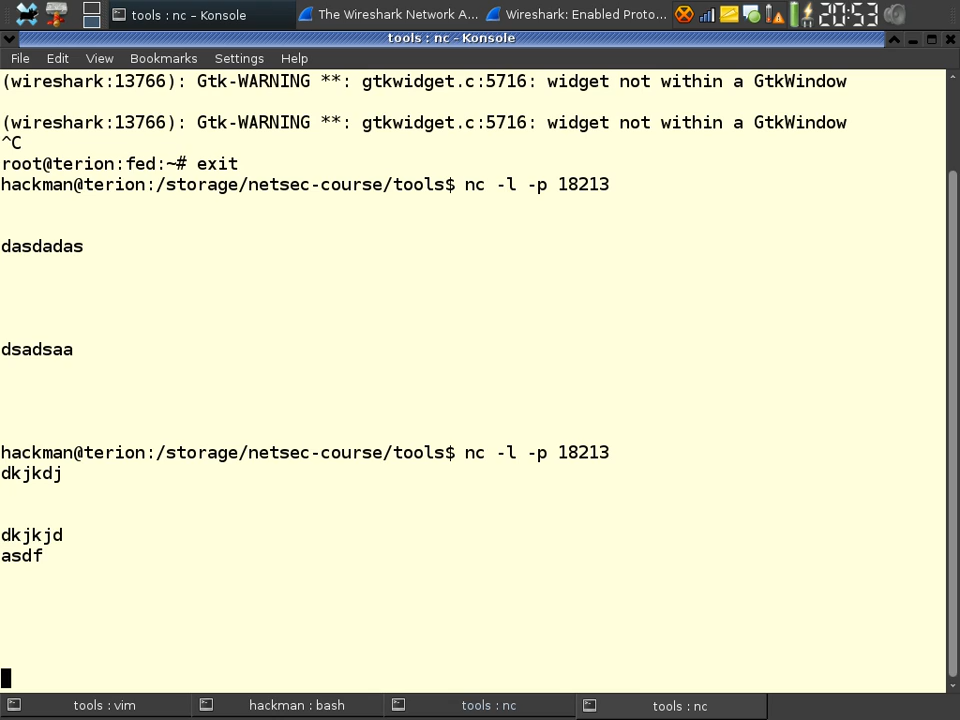 tools : nc – Konsole
The Wireshark Network A...
Wireshark: Enabled Proto...
20:53
tools : nc – Konsole
File Edit View Bookmarks Settings Help
(wireshark:13766): Gtk-WARNING **: gtkwidget.c:5716: widget not within a GtkWindow
(wireshark:13766): Gtk-WARNING **: gtkwidget.c:5716: widget not within a GtkWindow
^C
root@terion:fed:~# exit
hackman@terion:/storage/netsec-course/tools$ nc -l -p 18213
dasdadas
dsadsaa
hackman@terion:/storage/netsec-course/tools$ nc -l -p 18213
dkjkdj
dkjkjd
asdf
tools : vim
hackman : bash
tools : nc
tools : nc